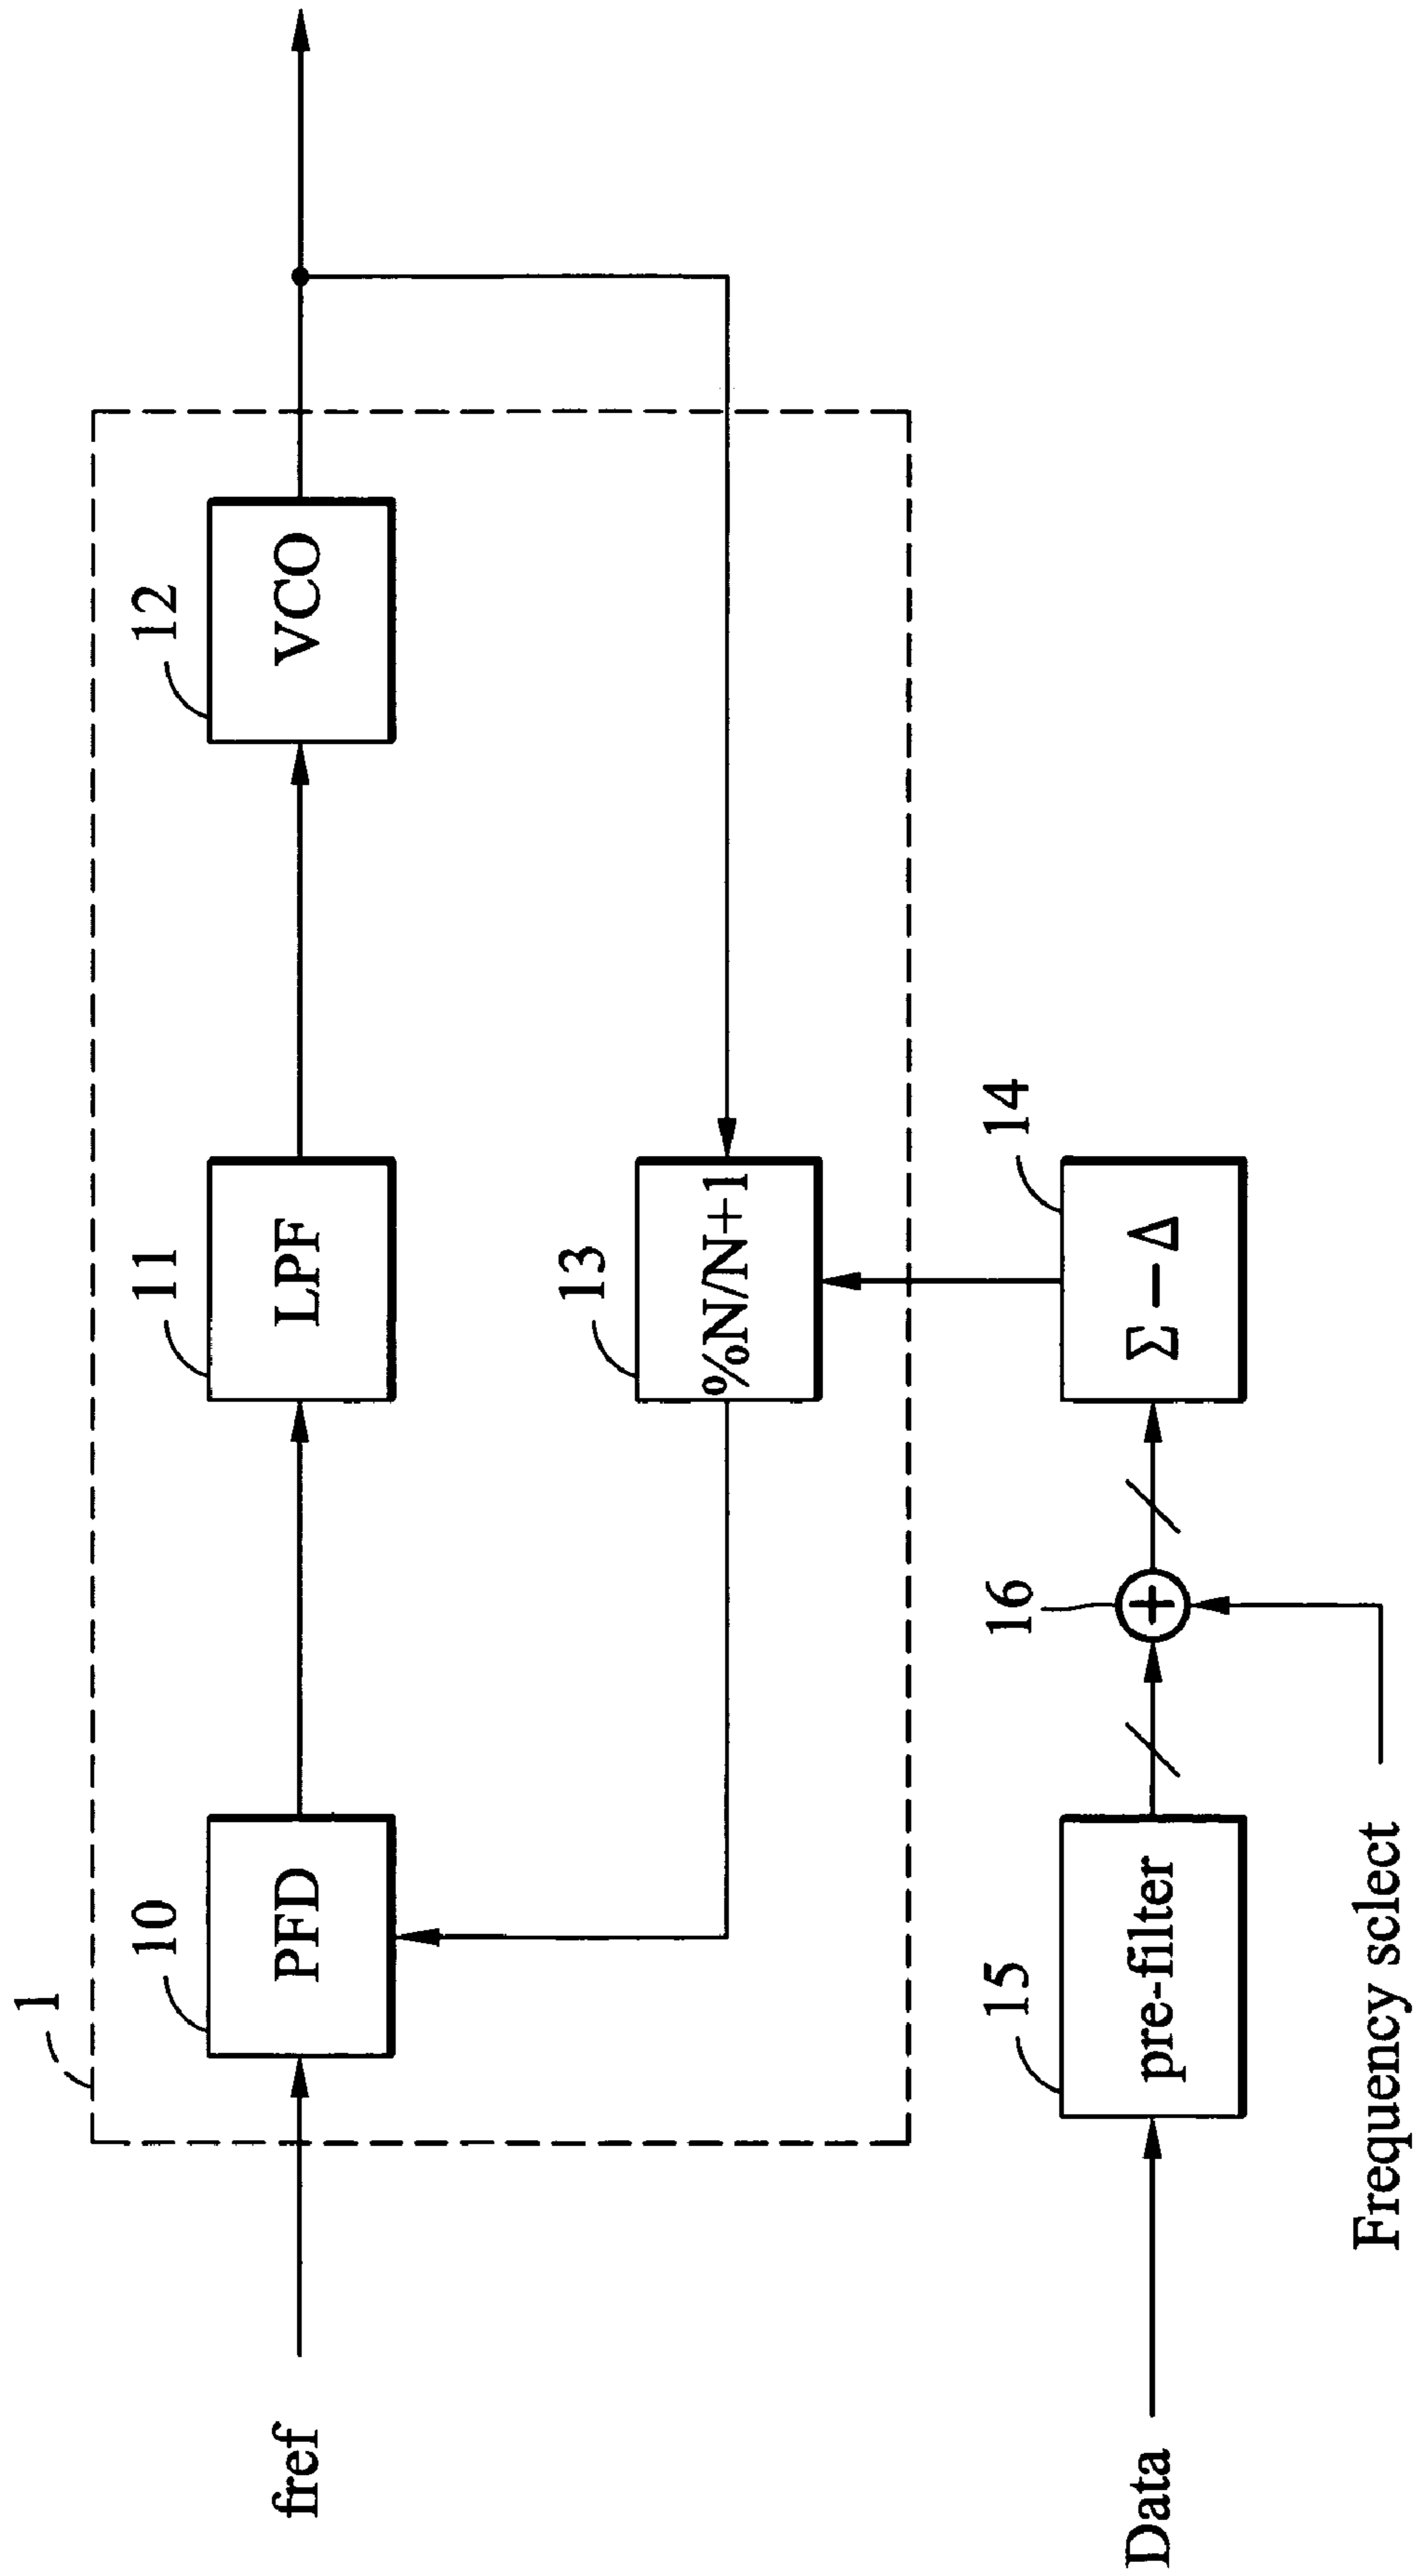 1
10
11
12
fref
PFD
LPF
VCO
13
%N/N+1
15
16
14
Data
pre-filter
+
Σ−Δ
Frequency sclect